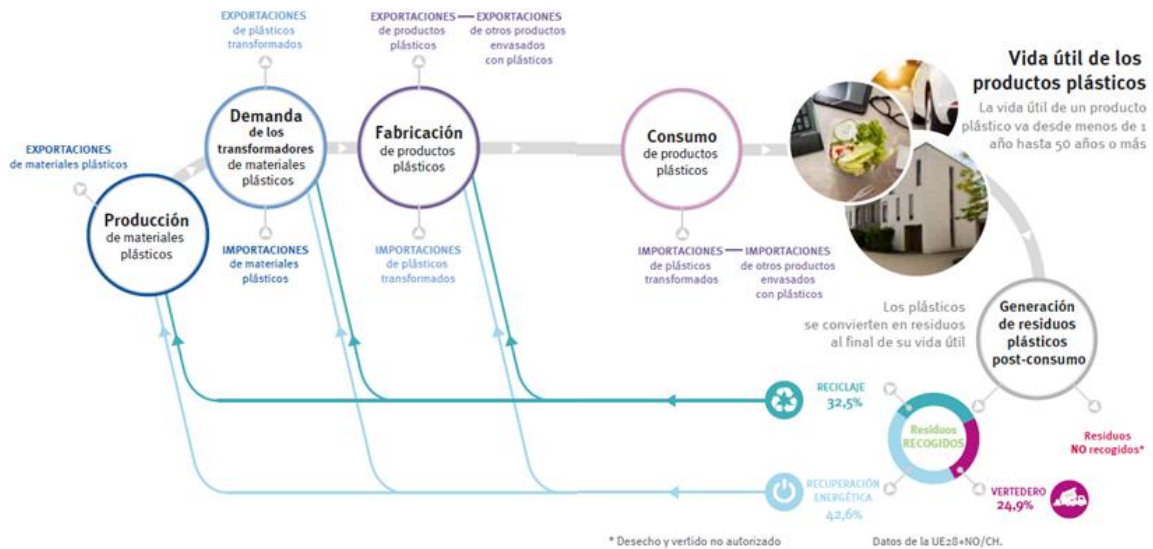 EXPORTACIONES
de materiales plásticos
Producción
de materiales
plásticos
EXPORTACIONES
de plásticos
transformados
Demanda
de los
transformadores
de materiales
plásticos
IMPORTACIONES
de materiales
plásticos
EXPORTACIONES
de productos
plásticos
EXPORTACIONES
de otros productos
envasados
con plásticos
Fabricación
de productos
plásticos
IMPORTACIONES
de plásticos
transformados
Consumo
de productos
plásticos
IMPORTACIONES
de plásticos
transformados
IMPORTACIONES
de otros productos
envasados
con plásticos
Vida útil de los
productos plásticos
La vida útil de un producto
plástico va desde menos de 1
año hasta 50 años o más
Los plásticos
se convierten en residuos
al final de su vida útil
Generación
de residuos
plásticos
post-consumo
RECICLAJE
32,5%
Residuos
RECOGIDOS
Residuos
NO recogidos*
RECUPERACIÓN
ENERGÉTICA
42,6%
VERTEDERO
24,9%
* Desecho y vertido no autorizado
Datos de la UE28+NO/CH.